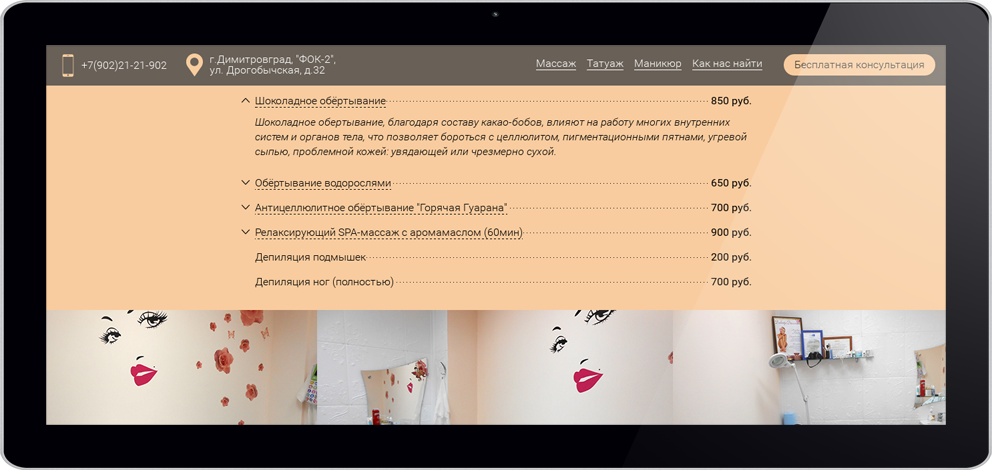 +7(902)21-21-902
г.Димитровград, "ФОК-2",
ул. Дрогобычская, д.32
Массаж Татуаж Маникюр Как нас найти
Бесплатная консультация
Шоколадное обёртывание 850 руб.
Шоколадное обертывание, благодаря составу какао-бобов, влияют на работу многих внутренних
систем и органов тела, что позволяет бороться с целлюлитом, пигментационными пятнами, угревой
сыпью, проблемной кожей: увядающей или чрезмерно сухой.
Обёртывание водорослями 650 руб.
Антицеллюлитное обёртывание "Горячая Гуарана" 700 руб.
Релаксирующий SPA-массаж с аромамаслом (60мин) 900 руб.
Депиляция подмышек 200 руб.
Депиляция ног (полностью) 700 руб.